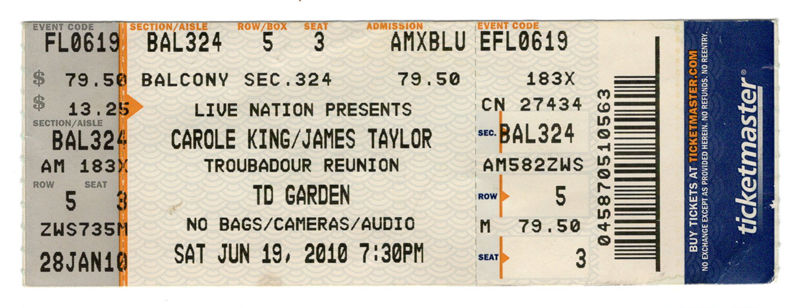 EVENT CODE SECTION/AISLE ROW/BOX SEAT ADMISSION EVENT CODE
FL0619 BAL324 5 3 AMXBLU EFL0619
$ 79.50 BALCONY SEC.324 79.50 183X
$ 13.25 LIVE NATION PRESENTS CN 27434
SECTION/AISLE
BAL324 CAROLE KING/JAMES TAYLOR SEC. BAL324
AM 183X TROUBADOUR REUNION AM582ZWS
ROW SEAT
5 3 TD GARDEN ROW 5
ZWS735M NO BAGS/CAMERAS/AUDIO M 79.50
28JAN10 SAT JUN 19, 2010 7:30PM SEAT 3
045870510563
BUY TICKETS AT TICKETMASTER.COM
NO EXCHANGE EXCEPT AS PROVIDED HEREIN. NO REFUNDS. NO REENTRY.
ticketmaster®